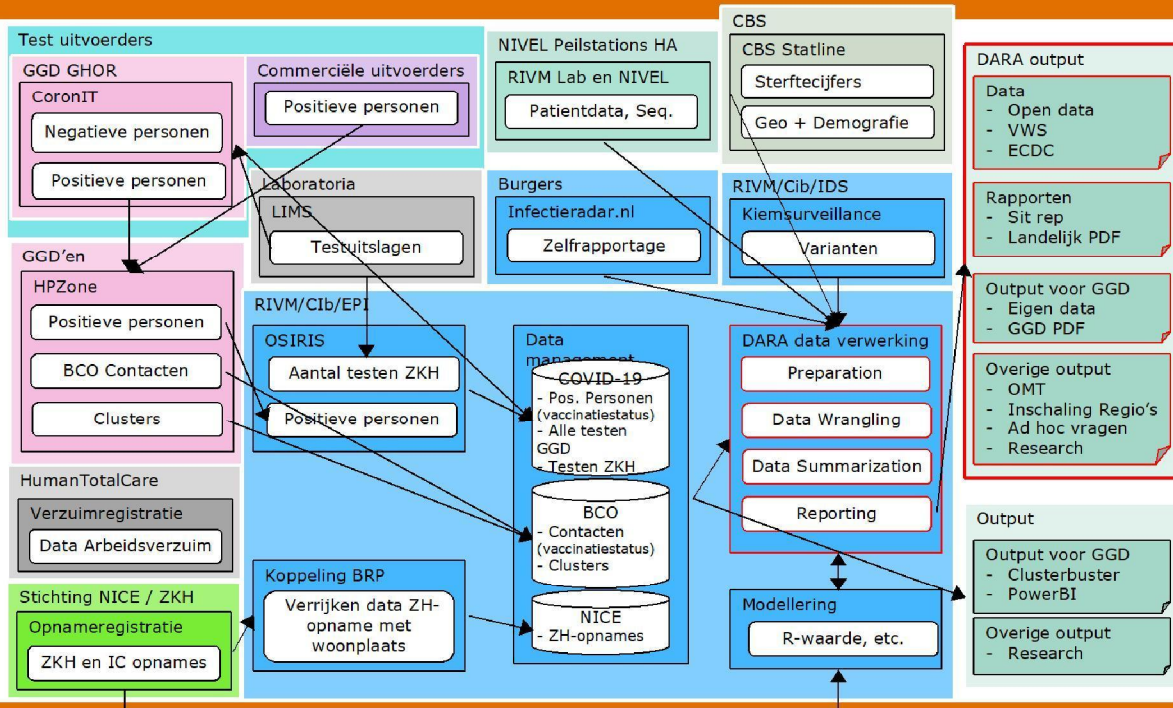 Test uitvoerders
GGD GHOR
CoronIT
Negatieve personen
Positieve personen
Commerciële uitvoerders
Positieve personen
NIVEL Peilstations HA
RIVM Lab en NIVEL
Patientdata, Seq.
CBS
CBS Statline
Sterftecijfers
Geo + Demografie
Laboratoria
LIMS
Testuitslagen
Burgers
Infectieradar.nl
Zelfrapportage
RIVM/Cib/IDS
Kiemsurveillance
Varianten
GGD'en
HPZone
Positieve personen
BCO Contacten
Clusters
HumanTotalCare
Verzuimregistratie
Data Arbeidsverzuim
Stichting NICE / ZKH
Opnameregistratie
ZKH en IC opnames
RIVM/CIb/EPI
OSIRIS
Aantal testen ZKH
Positieve personen
Koppeling BRP
Verrijken data ZH-
opname met
woonplaats
Data
management
COVID-19
- Pos. Personen
(vaccinatiestatus)
- Alle testen
GGD
- Testen ZKH
BCO
- Contacten
(vaccinatiestatus)
- Clusters
NICE
- ZH-opnames
DARA data verwerking
Preparation
Data Wrangling
Data Summarization
Reporting
Modellering
R-waarde, etc.
DARA output
Data
- Open data
- VWS
- ECDC
Rapporten
- Sit rep
- Landelijk PDF
Output voor GGD
- Eigen data
- GGD PDF
Overige output
- OMT
- Inschaling Regio's
- Ad hoc vragen
- Research
Output
Output voor GGD
- Clusterbuster
- PowerBI
Overige output
- Research